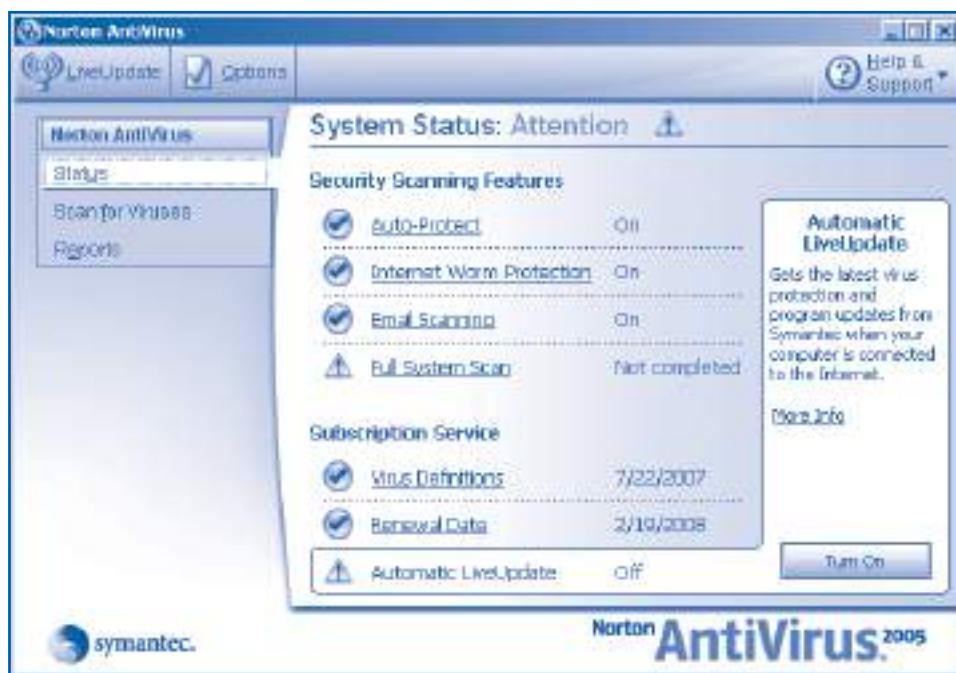 Norton AntiVirus
LiveUpdate
Options
Help & Support
Norton AntiVirus
Status
Scan for Viruses
Reports
System Status: Attention
Security Scanning Features
Auto-Protect On
Internet Worm Protection On
Email Scanning On
Full System Scan Not completed
Subscription Service
Virus Definitions 7/22/2007
Renewal Date 2/19/2008
Automatic LiveUpdate Off
Automatic
LiveUpdate
Gets the latest virus
protection and
program updates from
Symantec when your
computer is connected
to the Internet.
More Info
Turn On
symantec.
Norton AntiVirus 2005